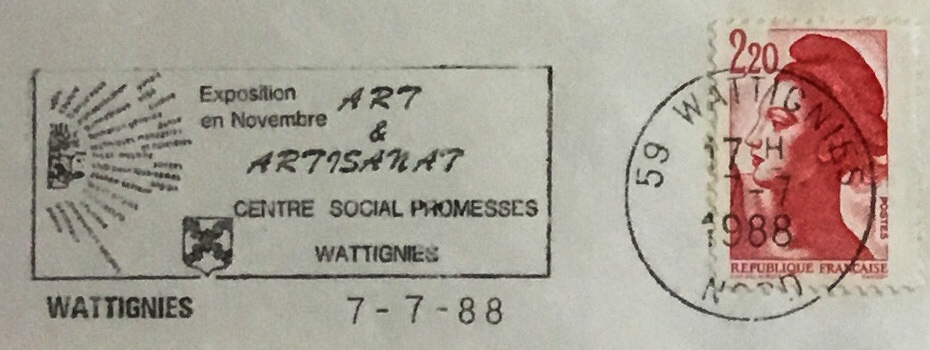 Exposition
en Novembre
ART
&
ARTISANAT
CENTRE SOCIAL PROMESSES
WATTIGNIES
WATTIGNIES
7-7-88
59 WATTIGNIES
7-7
1988
NORD
2,20
POSTES
REPUBLIQUE FRANÇAISE